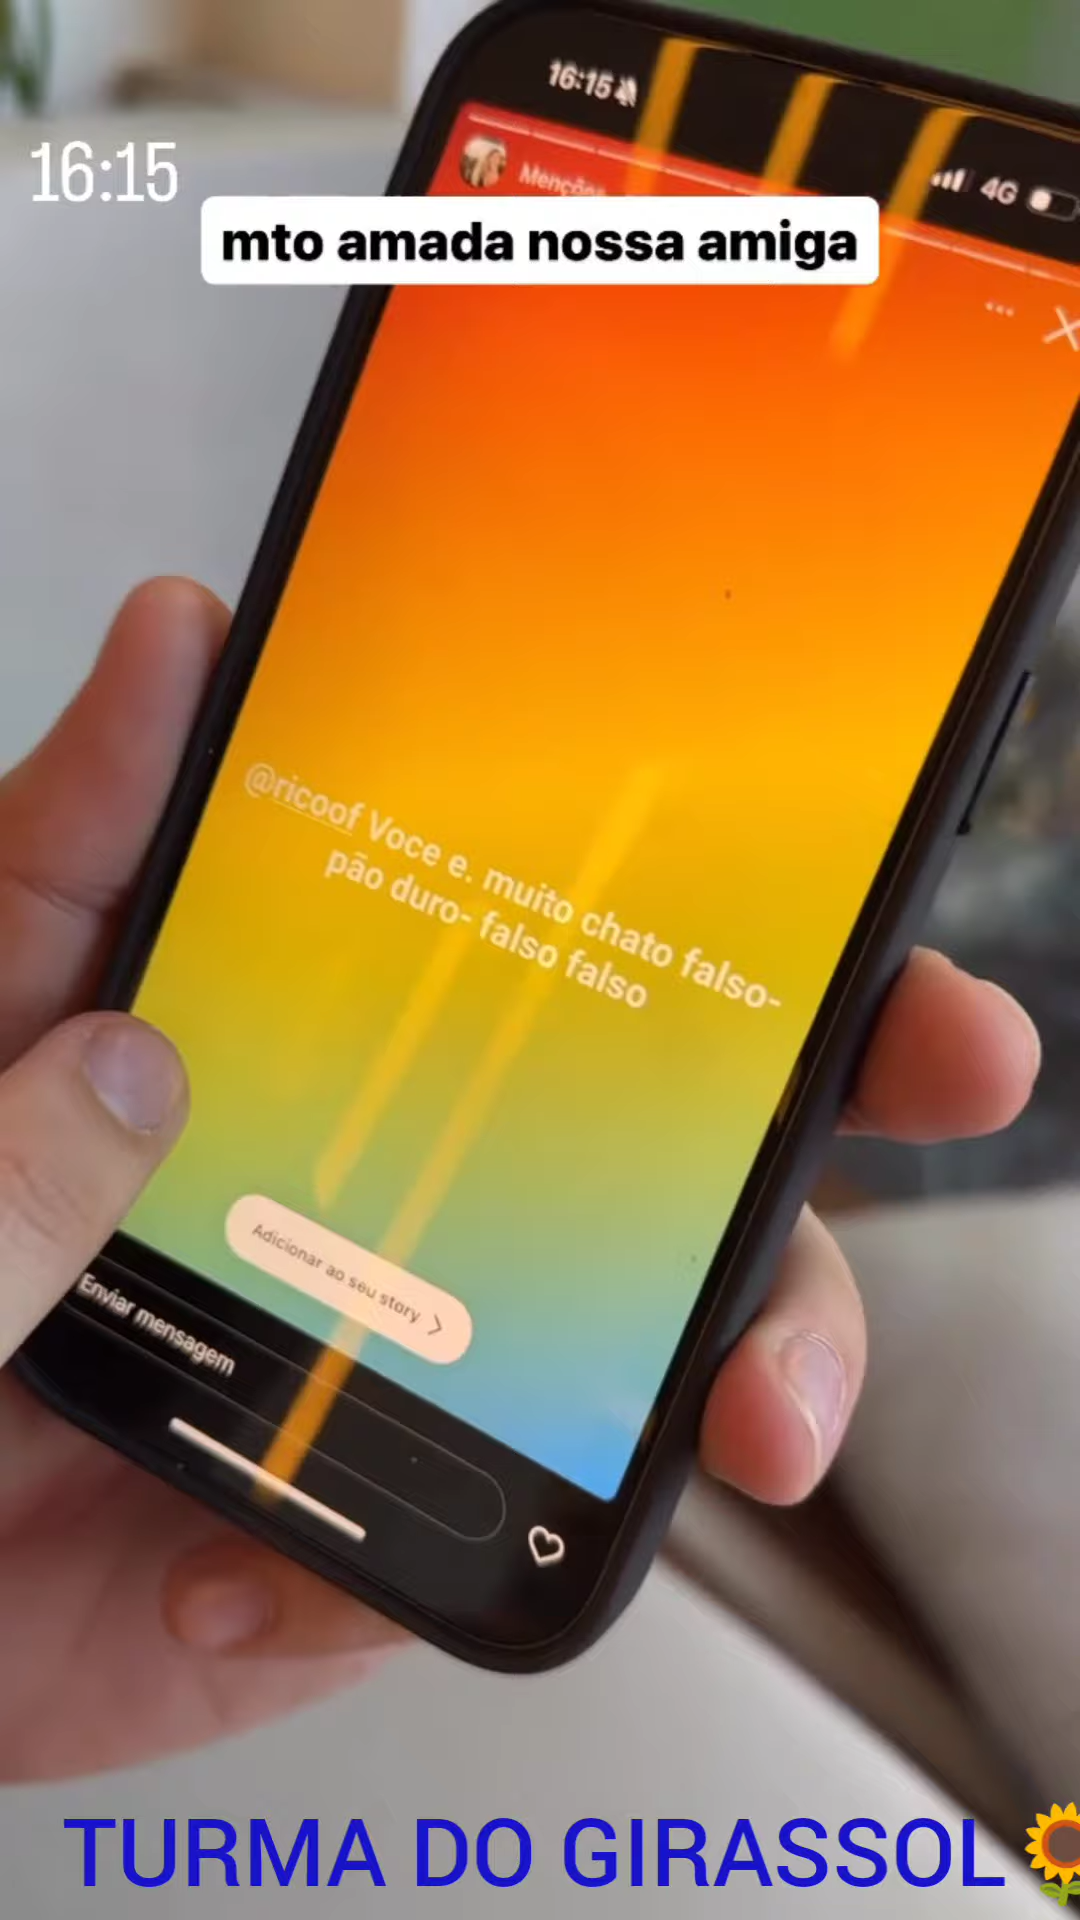 16:15
4G
16:15
Menções
mto amada nossa amiga
@ricoof Voce e. muito chato falso-
pão duro- falso falso
Adicionar ao seu story
Enviar mensagem
TURMA DO GIRASSOL